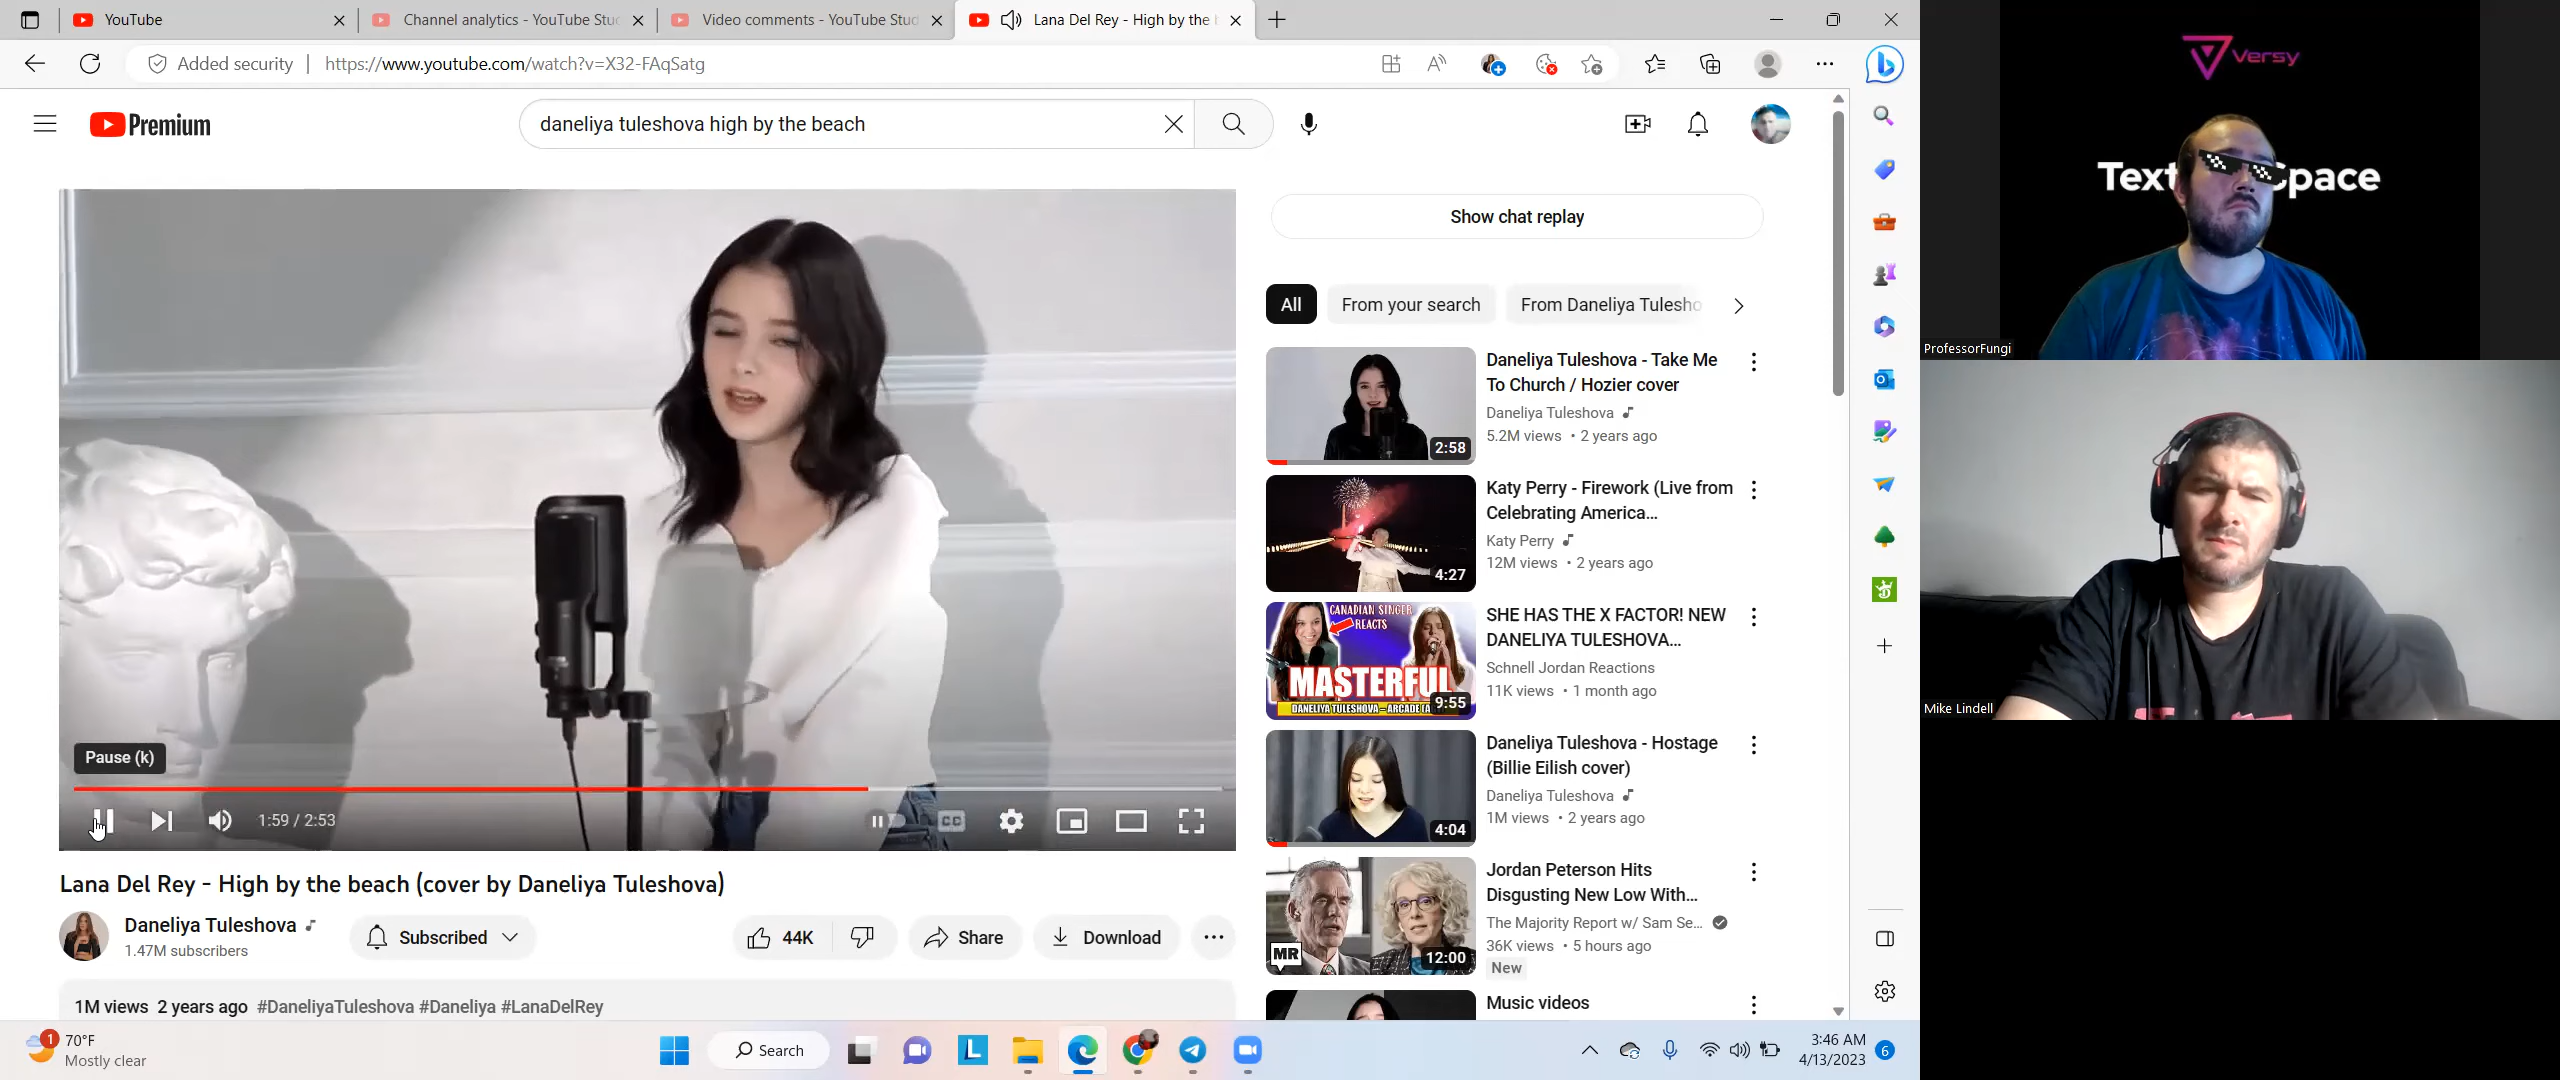 YouTube
Channel analytics - YouTube Stu
Video comments - YouTube Stud
Lana Del Rey - High by the
Added security
https://www.youtube.com/watch?v=X32-FAqSatg
Premium
daneliya tuleshova high by the beach
Show chat replay
All
From your search
From Daneliya Tulesho
Daneliya Tuleshova - Take Me
To Church / Hozier cover
Daneliya Tuleshova
5.2M views • 2 years ago
2:58
Katy Perry - Firework (Live from
Celebrating America...
Katy Perry
12M views • 2 years ago
4:27
CANADIAN SINGER
REACTS
MASTERFUL
DANELIYA TULESHOVA – ARCADE
9:55
SHE HAS THE X FACTOR! NEW
DANELIYA TULESHOVA...
Schnell Jordan Reactions
11K views • 1 month ago
Daneliya Tuleshova - Hostage
(Billie Eilish cover)
Daneliya Tuleshova
1M views • 2 years ago
4:04
Jordan Peterson Hits
Disgusting New Low With...
The Majority Report w/ Sam Se...
36K views • 5 hours ago
New
MR
12:00
Music videos
Pause (k)
1:59 / 2:53
CC
Lana Del Rey - High by the beach (cover by Daneliya Tuleshova)
Daneliya Tuleshova
1.47M subscribers
Subscribed
44K
Share
Download
1M views 2 years ago #DaneliyaTuleshova #Daneliya #LanaDelRey
1
70°F
Mostly clear
Search
L
3:46 AM
4/13/2023
6
Versy
Text Space
ProfessorFungi
Mike Lindell